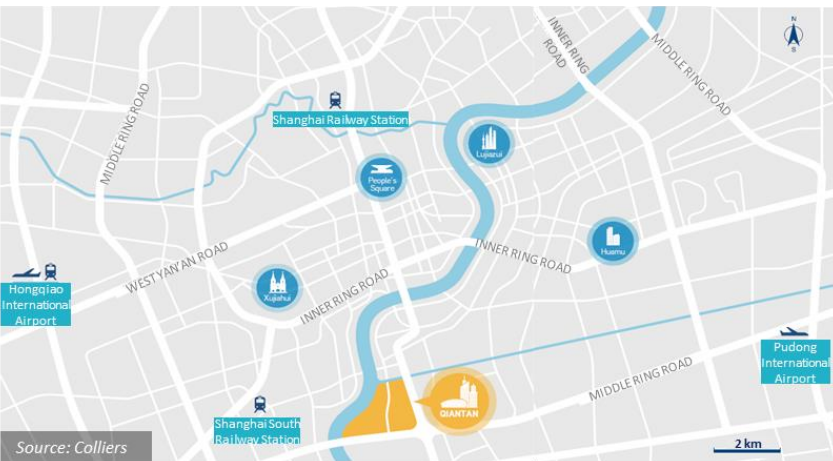 N
S
INNER RING
ROAD
MIDDLE RING ROAD
MIDDLE RING ROAD
Shanghai Railway Station
Lujiazui
People's
Square
Huamu
WEST YAN'AN ROAD
INNER RING ROAD
Hongqiao
International
Airport
Xujiahui
INNER RING ROAD
Pudong
International
Airport
MIDDLE RING ROAD
QIANTAN
Shanghai South
Railway Station
Source: Colliers
2 km